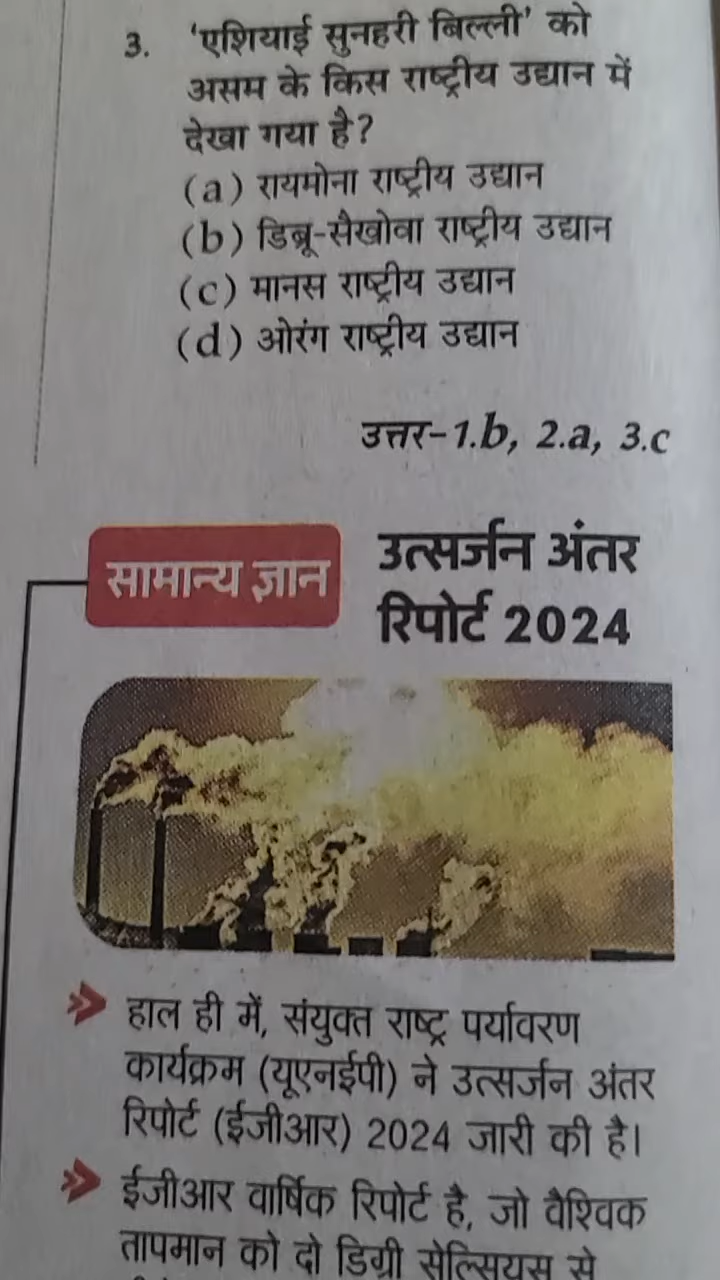 3. ‘एशियाई सुनहरी बिल्ली’ को
असम के किस राष्ट्रीय उद्यान में
देखा गया है?
(a) रायमोना राष्ट्रीय उद्यान
(b) डिब्रू-सैखोवा राष्ट्रीय उद्यान
(c) मानस राष्ट्रीय उद्यान
(d) ओरंग राष्ट्रीय उद्यान
उत्तर-1.b, 2.a, 3.c
सामान्य ज्ञान
उत्सर्जन अंतर
रिपोर्ट 2024
हाल ही में, संयुक्त राष्ट्र पर्यावरण
कार्यक्रम (यूएनईपी) ने उत्सर्जन अंतर
रिपोर्ट (ईजीआर) 2024 जारी की है।
ईजीआर वार्षिक रिपोर्ट है, जो वैश्विक
तापमान को दो डिग्री सेल्सियस से